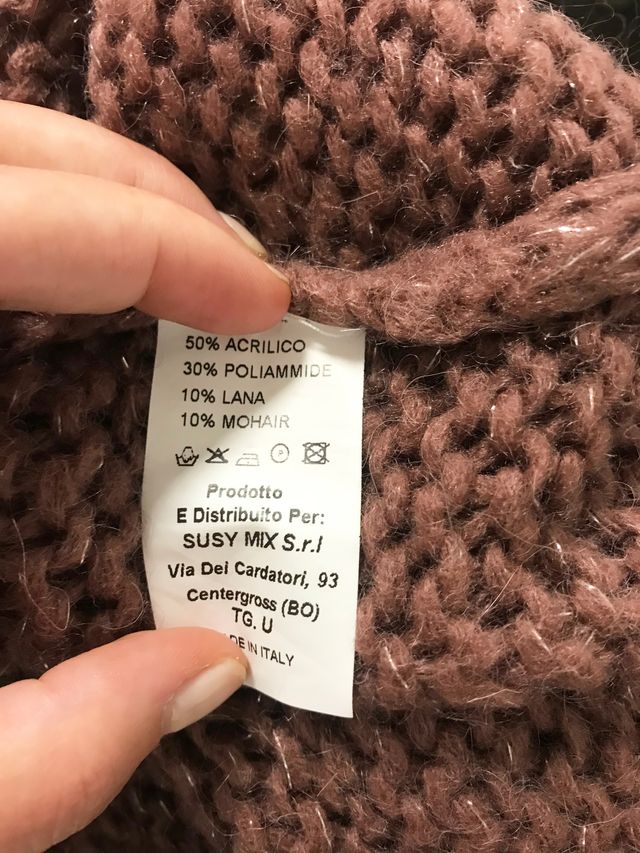 50% ACRILICO
30% POLIAMMIDE
10% LANA
10% MOHAIR
Prodotto
E Distribuito Per:
SUSY MIX S.r.l
Via Dei Cardatori, 93
Centergross (BO)
TG. U
DE IN ITALY